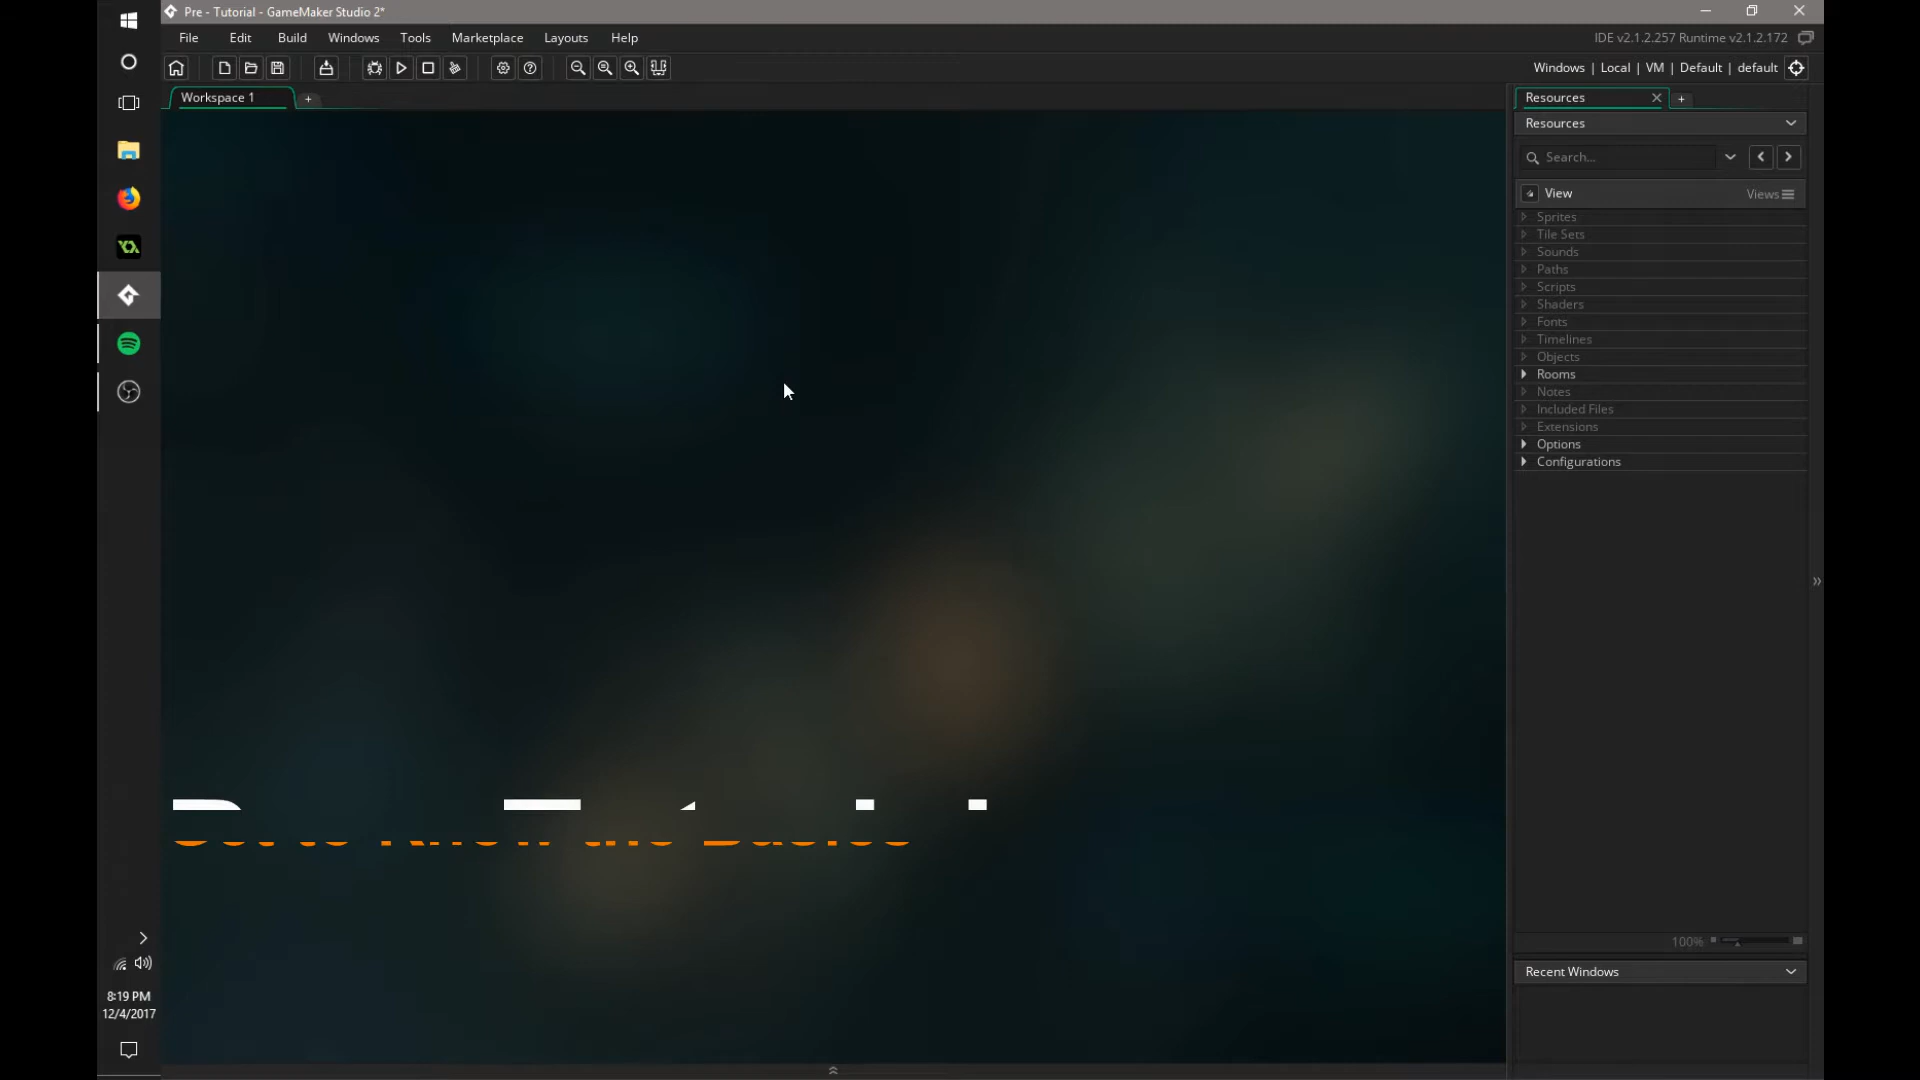 Pre - Tutorial - GameMaker Studio 2*
File Edit Build Windows Tools Marketplace Layouts Help
IDE v2.1.2.257 Runtime v2.1.2.172
Windows | Local | VM | Default | default
Workspace 1
Resources
Resources
Search...
View Views
Sprites
Tile Sets
Sounds
Paths
Scripts
Shaders
Fonts
Timelines
Objects
Rooms
Notes
Included Files
Extensions
Options
Configurations
100%
Recent Windows
8:19 PM
12/4/2017